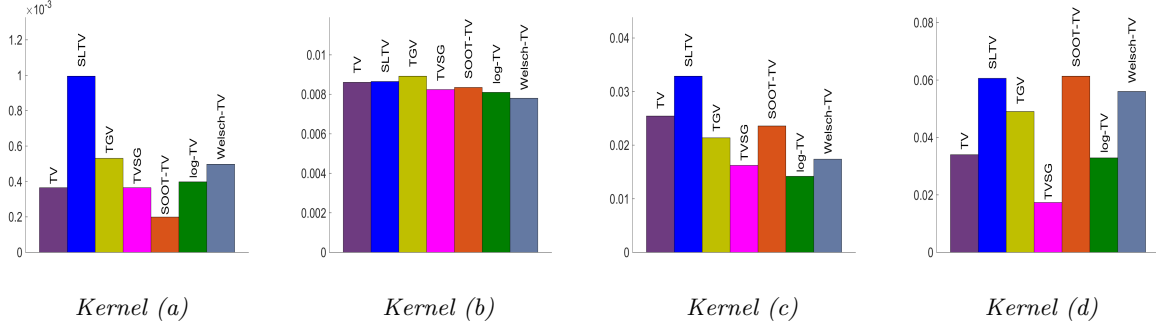 ×10⁻³
1.2
1
0.8
0.6
0.4
0.2
0
TV
SLTV
TGV
TVSG
SOOT-TV
log-TV
Welsch-TV
Kernel (a)
0.01
0.008
0.006
0.004
0.002
0
TV
SLTV
TGV
TVSG
SOOT-TV
log-TV
Welsch-TV
Kernel (b)
0.04
0.03
0.02
0.01
0
TV
SLTV
TGV
TVSG
SOOT-TV
log-TV
Welsch-TV
Kernel (c)
0.08
0.06
0.04
0.02
0
TV
SLTV
TGV
TVSG
SOOT-TV
log-TV
Welsch-TV
Kernel (d)